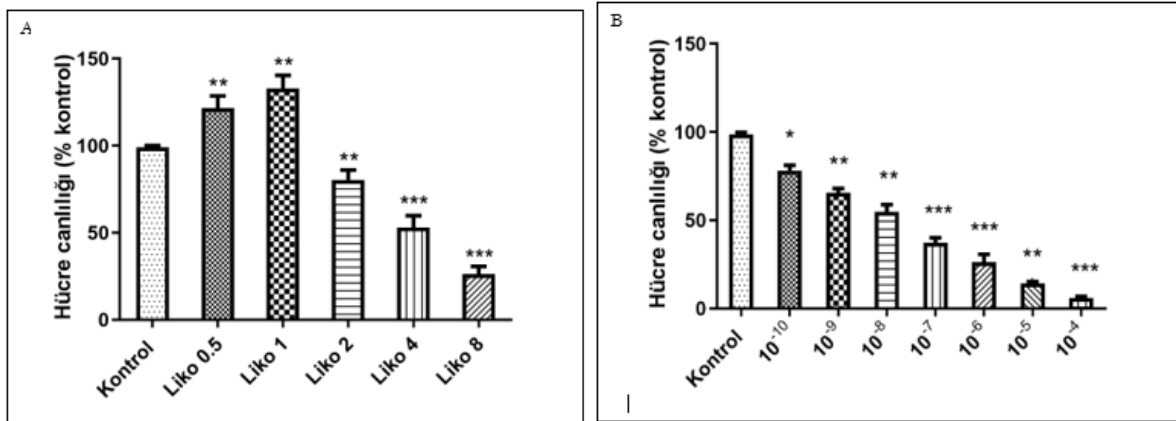 A
Hücre canlılığı (% kontrol)
150
100
50
0
**
**
**
***
***
Kontrol
Liko 0.5
Liko 1
Liko 2
Liko 4
Liko 8
B
Hücre canlılığı (% kontrol)
150
100
50
0
*
**
**
***
***
**
***
Kontrol
10⁻¹⁰
10⁻⁹
10⁻⁸
10⁻⁷
10⁻⁶
10⁻⁵
10⁻⁴